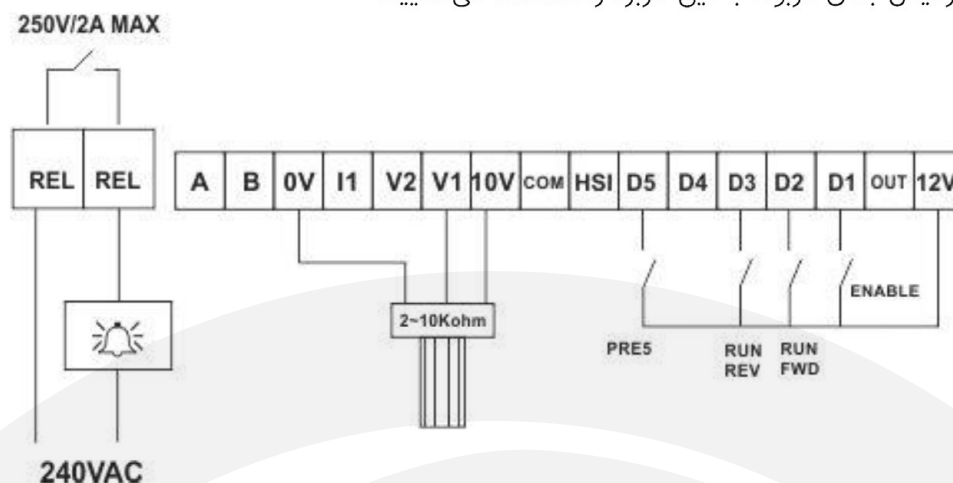 250V/2A MAX
REL REL A B 0V I1 V2 V1 10V COM HSI D5 D4 D3 D2 D1 OUT 12V
ENABLE
2~10Kohm
PRE5 RUN REV RUN FWD
240VAC